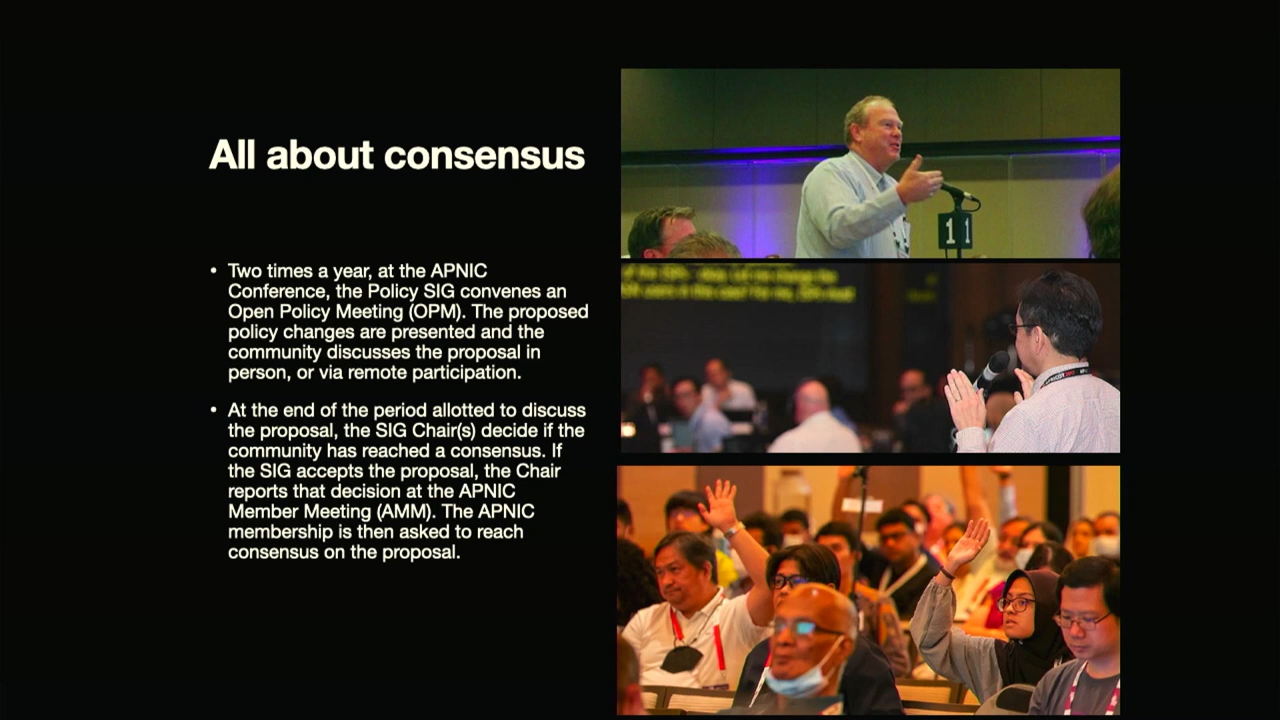 All about consensus
• Two times a year, at the APNIC
Conference, the Policy SIG convenes an
Open Policy Meeting (OPM). The proposed
policy changes are presented and the
community discusses the proposal in
person, or via remote participation.
• At the end of the period allotted to discuss
the proposal, the SIG Chair(s) decide if the
community has reached a consensus. If
the SIG accepts the proposal, the Chair
reports that decision at the APNIC
Member Meeting (AMM). The APNIC
membership is then asked to reach
consensus on the proposal.
1 1